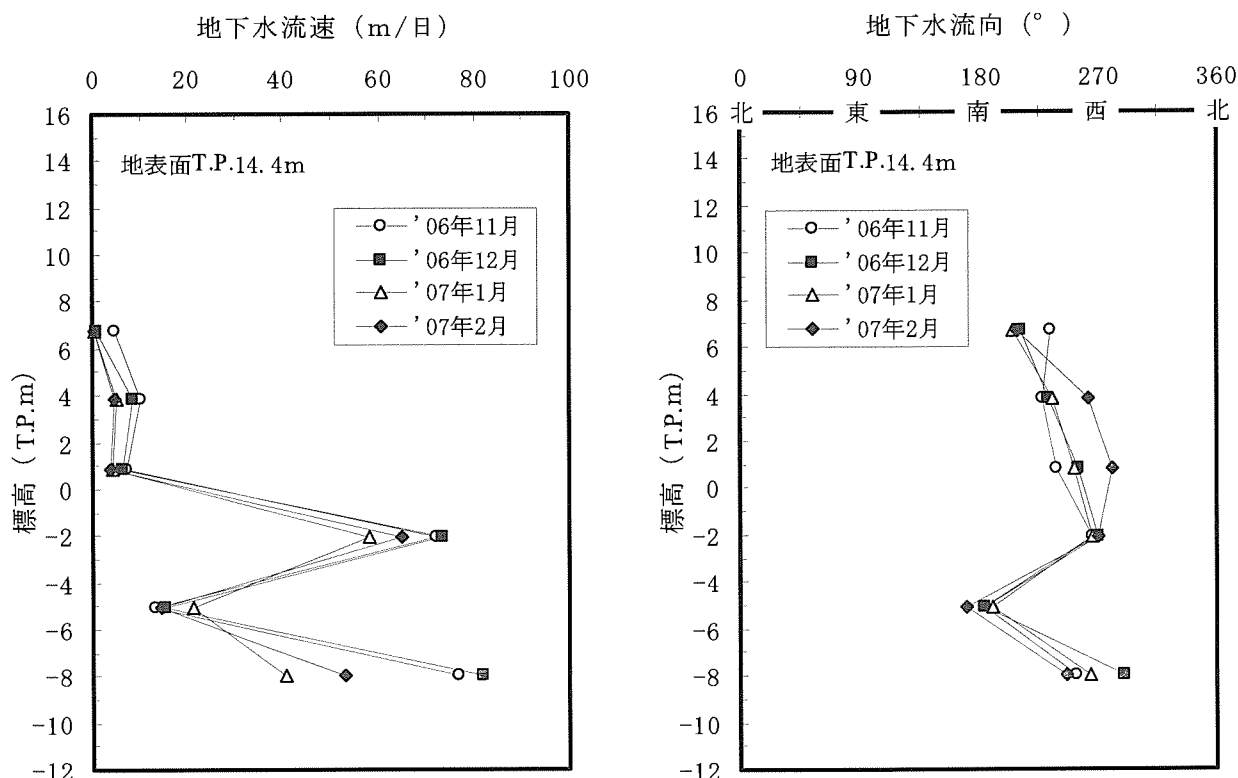 地下水流速（m/日）
0 20 40 60 80 100
16
14
12
10
8
6
4
2
0
−2
−4
−6
−8
−10
−12
標高（T.P.m）
地表面T.P.14.4m
'06年11月
'06年12月
'07年1月
'07年2月
地下水流向（°）
0 90 180 270 360
北 東 南 西 北
16
14
12
10
8
6
4
2
0
−2
−4
−6
−8
−10
−12
標高（T.P.m）
地表面T.P.14.4m
'06年11月
'06年12月
'07年1月
'07年2月